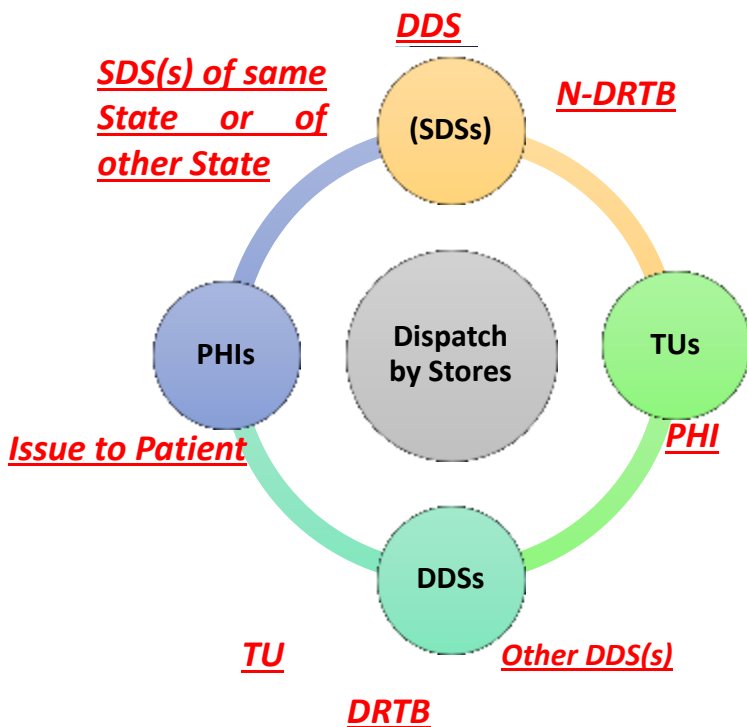 DDS
SDS(s) of same
State or of
other State
N-DRTB
(SDSs)
PHIs
Dispatch
by Stores
TUs
Issue to Patient
PHI
DDSs
TU
Other DDS(s)
DRTB